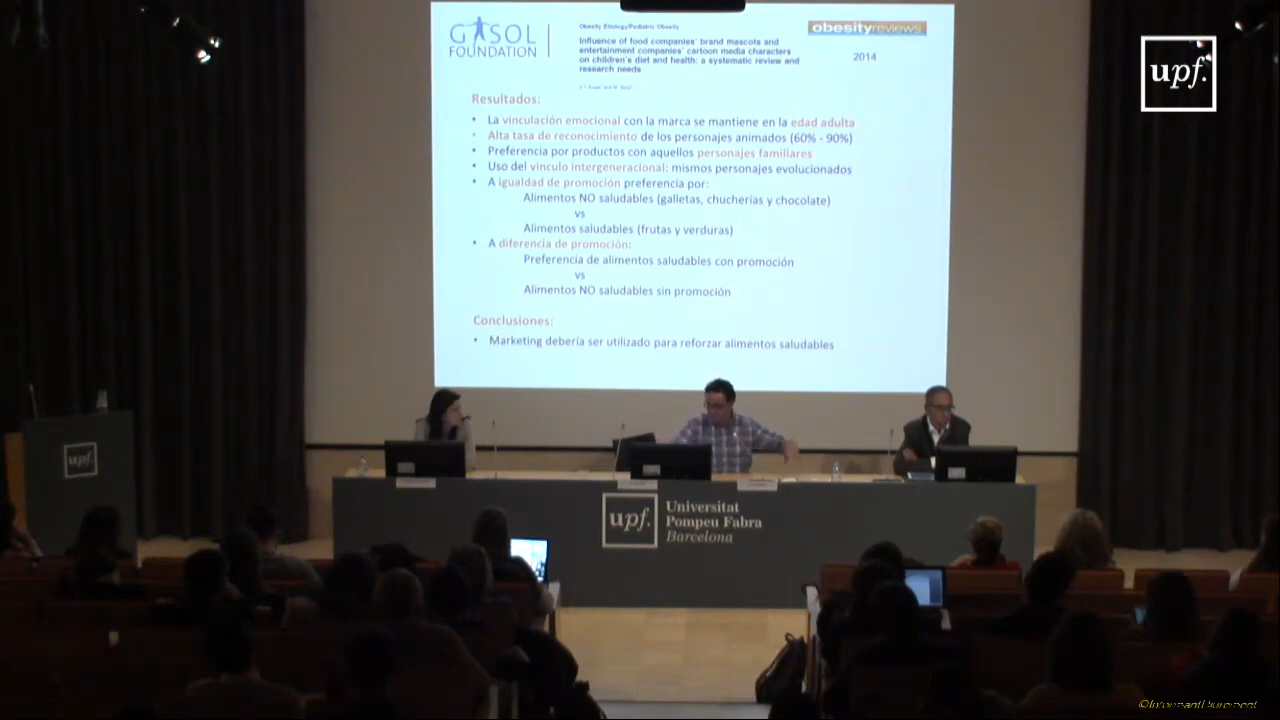 GASOL
FOUNDATION
Obesity Etiology/Pediatric Obesity
Influence of food companies' brand mascots and
entertainment companies' cartoon media characters
on children's diet and health: a systematic review and
research needs
obesityreviews
2014
upf.
Resultados:
• La vinculación emocional con la marca se mantiene en la edad adulta
• Alta tasa de reconocimiento de los personajes animados (60% - 90%)
• Preferencia por productos con aquellos personajes familiares
• Uso del vinculo intergeneracional: mismos personajes evolucionados
• A igualdad de promoción preferencia por:
Alimentos NO saludables (galletas, chucherías y chocolate)
vs
Alimentos saludables (frutas y verduras)
• A diferencia de promoción:
Preferencia de alimentos saludables con promoción
vs
Alimentos NO saludables sin promoción
Conclusiones:
• Marketing debería ser utilizado para reforzar alimentos saludables
upf.
upf.
Universitat
Pompeu Fabra
Barcelona